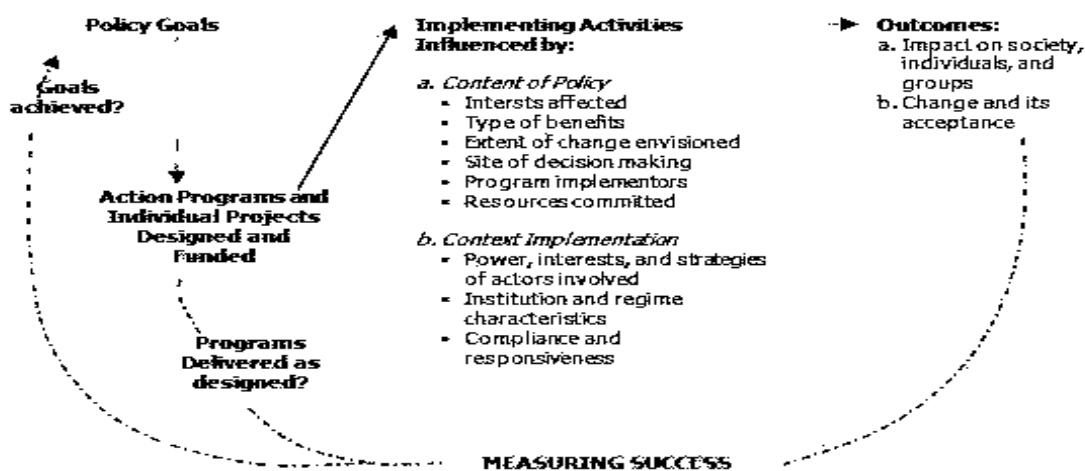 Policy Goals
Goals
achieved?
Action Programs and
Individual Projects
Designed and
Funded
Programs
Delivered as
designed?
Implementing Activities
Influenced by:
a. Content of Policy
• Intersts affected
• Type of benefits
• Extent of change envisioned
• Site of decision making
• Program implementors
• Resources committed
b. Context Implementation
• Power, interests, and strategies
of actors involved
• Institution and regime
characteristics
• Compliance and
responsiveness
Outcomes:
a. Impact on society,
individuals, and
groups
b. Change and its
acceptance
MEASURING SUCCESS